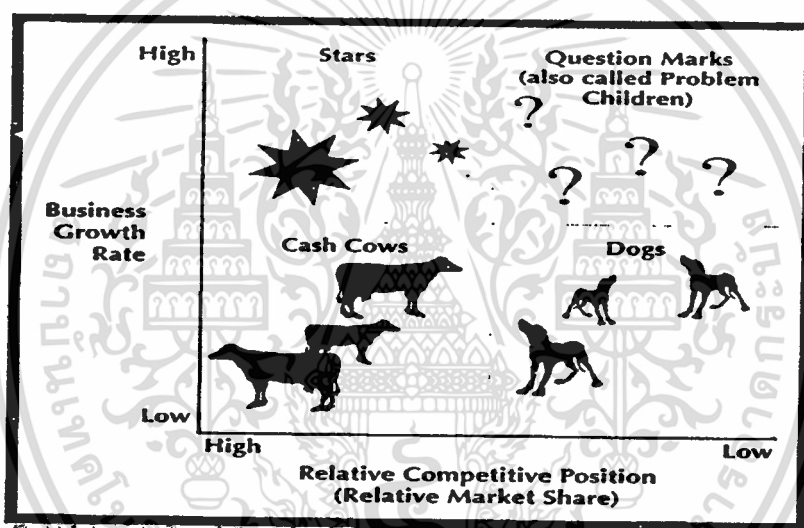 High
Stars
Question Marks
(also called Problem
Children)
?
?
?
?
Business
Growth
Rate
Cash Cows
Dogs
Low
High
Low
Relative Competitive Position
(Relative Market Share)